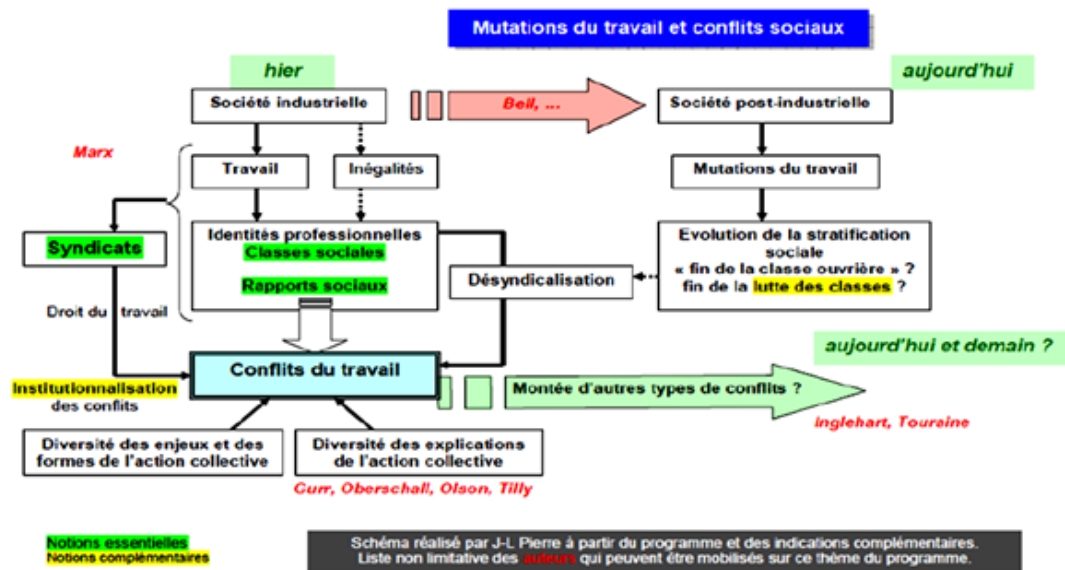 Mutations du travail et conflits sociaux
hier
aujourd'hui
Société industrielle
Bell, ...
Société post-industrielle
Marx
Travail
Inégalités
Mutations du travail
Syndicats
Identités professionnelles
Classes sociales
Rapports sociaux
Désyndicalisation
Evolution de la stratification
sociale
« fin de la classe ouvrière » ?
fin de la lutte des classes ?
Droit du travail
aujourd'hui et demain ?
Conflits du travail
Institutionnalisation
des conflits
Montée d'autres types de conflits ?
Inglehart, Touraine
Diversité des enjeux et des
formes de l'action collective
Diversité des explications
de l'action collective
Gurr, Oberschall, Olson, Tilly
Notions essentielles
Notions complémentaires
Schéma réalisé par J-L Pierre à partir du programme et des indications complémentaires.
Liste non limitative des auteurs qui peuvent être mobilisés sur ce thème du programme.